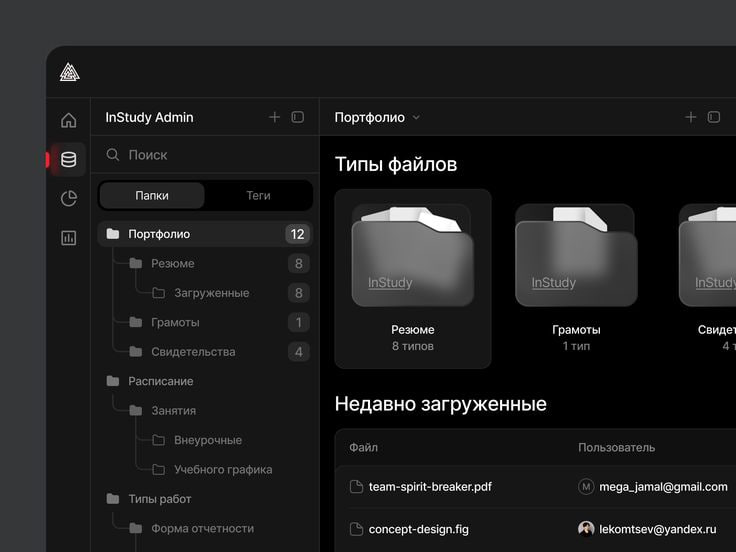 InStudy Admin
Поиск
Папки
Теги
Портфолио
12
Резюме
8
Загруженные
8
Грамоты
1
Свидетельства
4
Расписание
Занятия
Внеурочные
Учебного графика
Типы работ
Форма отчетности
Портфолио
Типы файлов
InStudy
InStudy
InStudy
Резюме
Грамоты
8 типов
1 тип
4
Недавно загруженные
Файл
Пользователь
team-spirit-breaker.pdf
M
mega_jamal@gmail.com
concept-design.fig
lekomtsev@yandex.ru